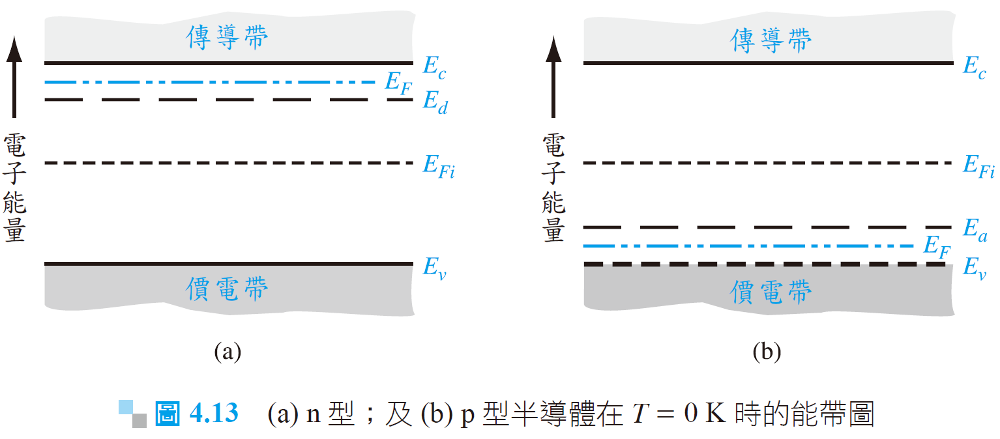 傳導帶
E_c
E_F
E_d
E_Fi
E_v
價電帶
電子能量
(a)
傳導帶
E_c
E_Fi
E_a
E_F
E_v
價電帶
電子能量
(b)
圖 4.13 (a) n 型；及 (b) p 型半導體在 T = 0 K 時的能帶圖